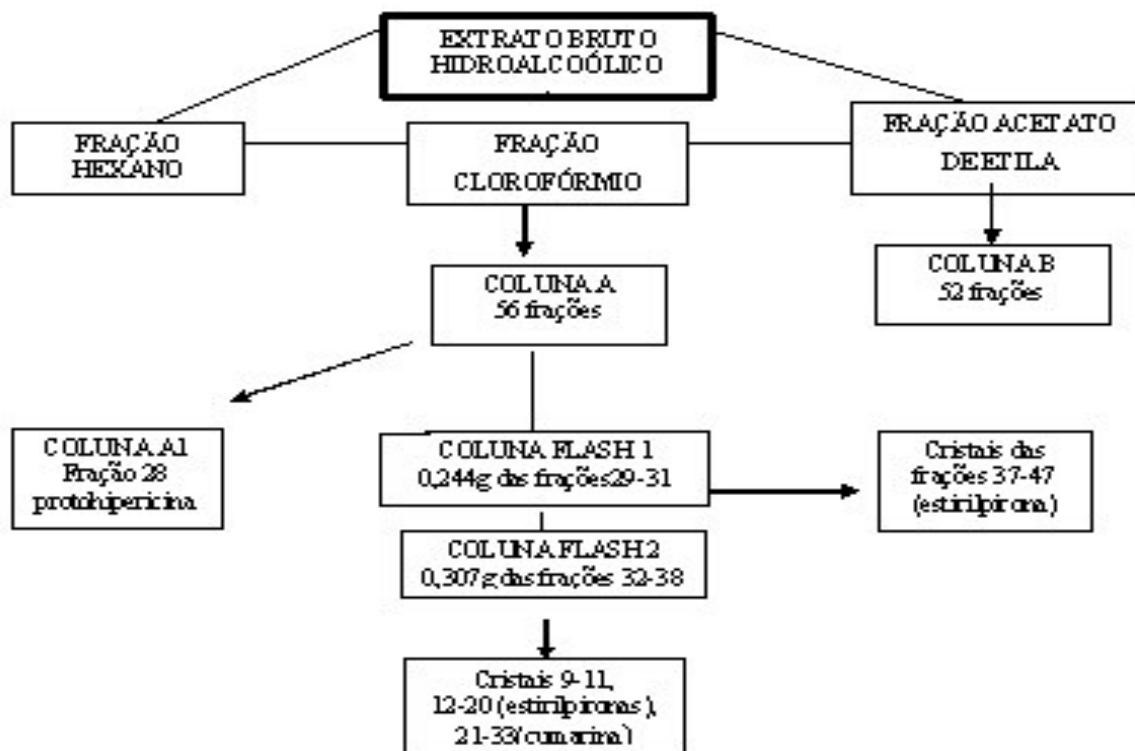 EXTRATO BRUTO
HIDROALCOÓLICO
FRAÇÃO
HEXANO
FRAÇÃO
CLOROFÓRMIO
FRAÇÃO ACETATO
DE ETILA
COLUNA A
56 frações
COLUNA B
52 frações
COLUNA A1
Fração 28
protohipericina
COLUNA FLASH 1
0,244g das frações29-31
Cristais das
frações 37-47
(estirilpirona)
COLUNA FLASH 2
0,307g das frações 32-38
Cristais 9-11,
12-20 (estirilpironas),
21-33(cumarina)